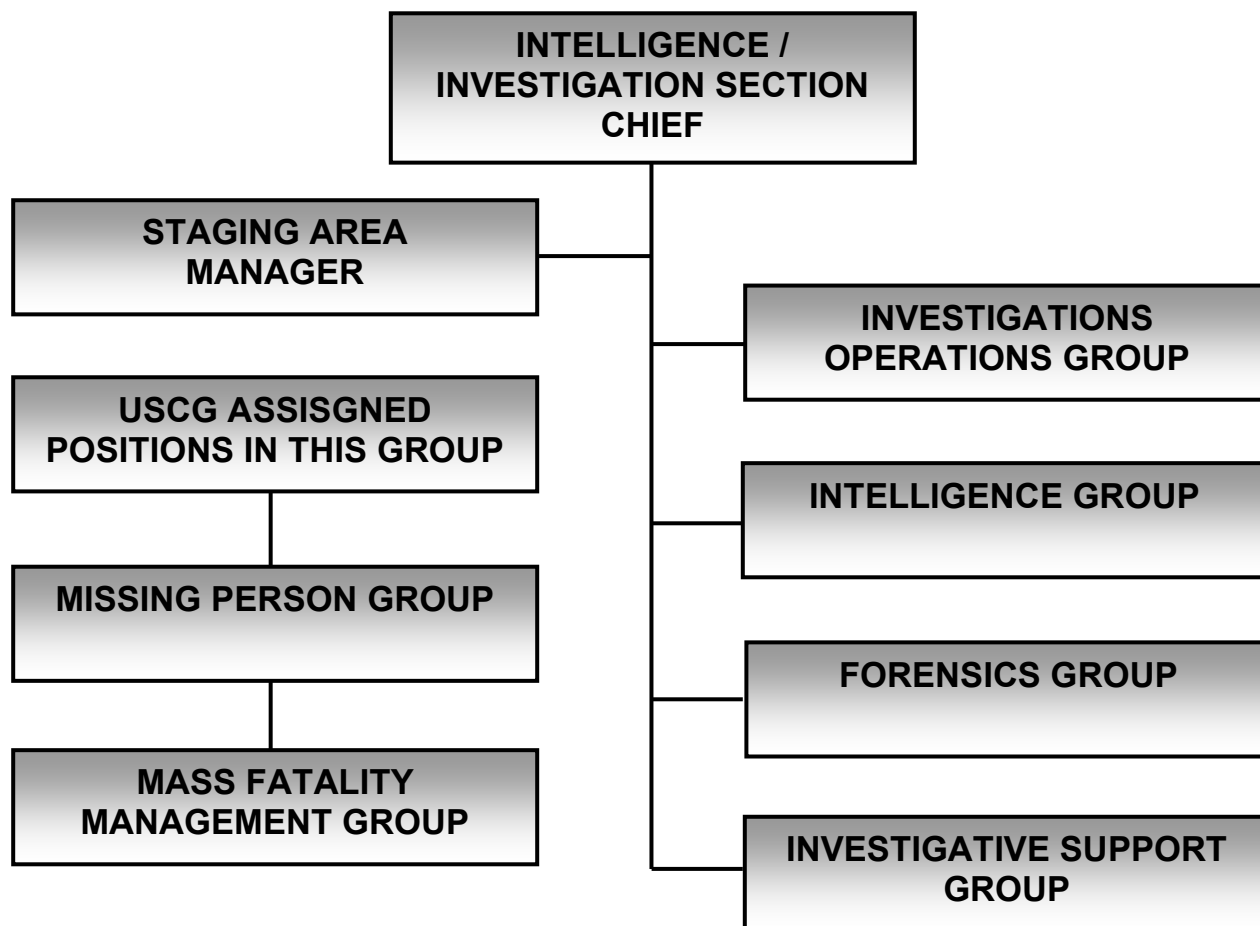 INTELLIGENCE /
INVESTIGATION SECTION
CHIEF
STAGING AREA
MANAGER
INVESTIGATIONS
OPERATIONS GROUP
USCG ASSISGNED
POSITIONS IN THIS GROUP
INTELLIGENCE GROUP
MISSING PERSON GROUP
FORENSICS GROUP
MASS FATALITY
MANAGEMENT GROUP
INVESTIGATIVE SUPPORT
GROUP